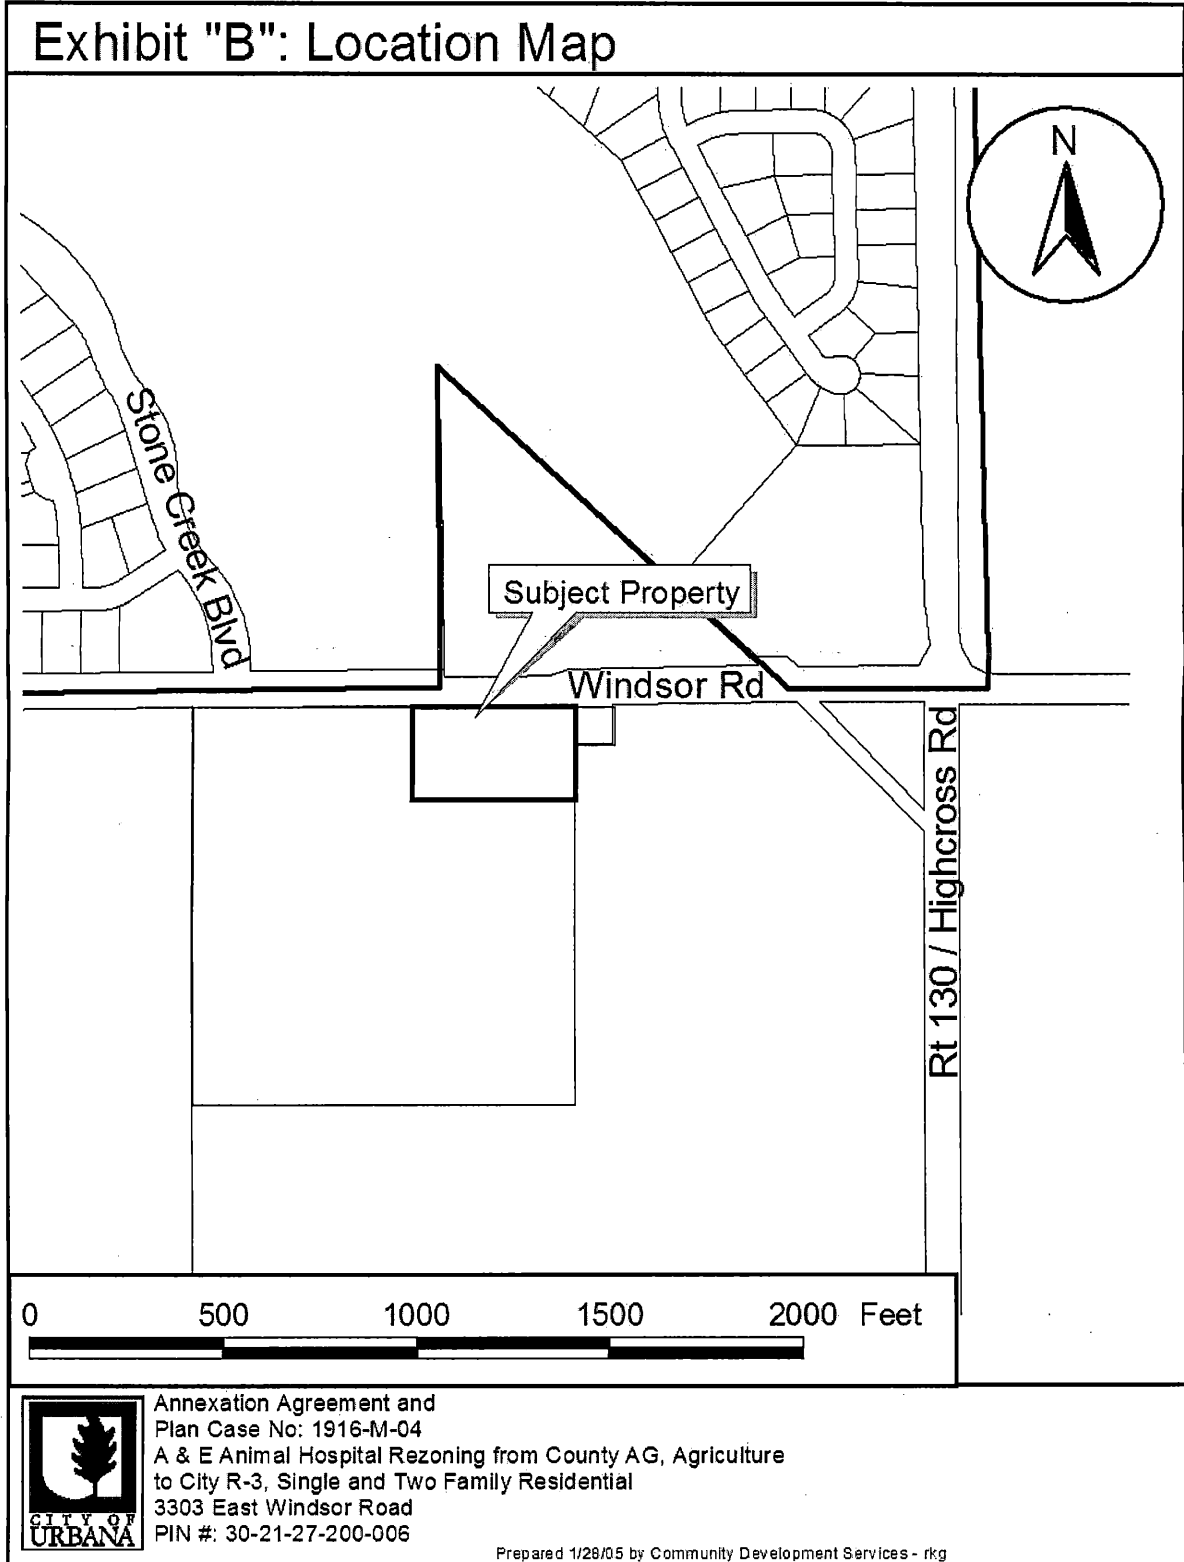 Exhibit "B": Location Map
N
Stone Creek Blvd
Subject Property
Windsor Rd
Rt 130 / Highcross Rd
0 500 1000 1500 2000 Feet
Annexation Agreement and
Plan Case No: 1916-M-04
A & E Animal Hospital Rezoning from County AG, Agriculture
to City R-3, Single and Two Family Residential
3303 East Windsor Road
PIN #: 30-21-27-200-006
CITY OF
URBANA
Prepared 1/28/05 by Community Development Services - rkg